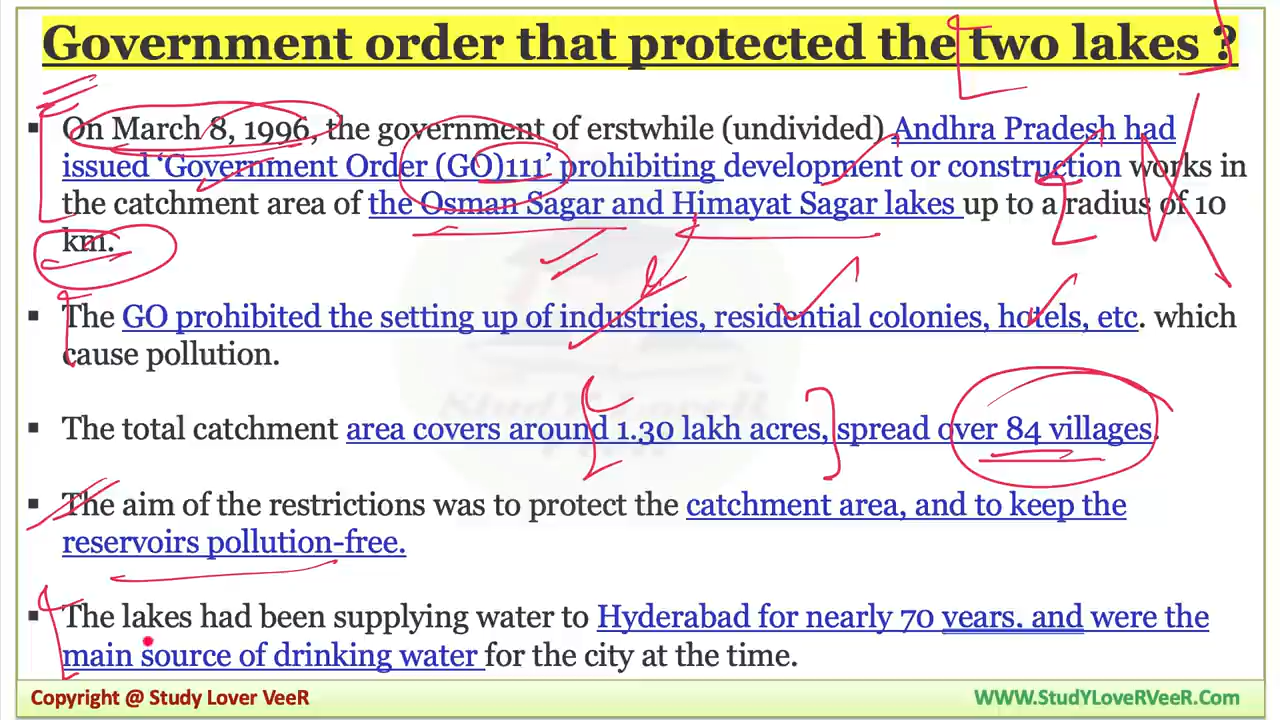 Government order that protected the two lakes ?
▪ On March 8, 1996, the government of erstwhile (undivided) Andhra Pradesh had
issued ‘Government Order (GO)111’ prohibiting development or construction works in
the catchment area of the Osman Sagar and Himayat Sagar lakes up to a radius of 10
km.
▪ The GO prohibited the setting up of industries, residential colonies, hotels, etc. which
cause pollution.
▪ The total catchment area covers around 1.30 lakh acres, spread over 84 villages.
▪ The aim of the restrictions was to protect the catchment area, and to keep the
reservoirs pollution-free.
▪ The lakes had been supplying water to Hyderabad for nearly 70 years. and were the
main source of drinking water for the city at the time.
Copyright @ Study Lover VeeR
WWW.StudYLoveRVeeR.Com